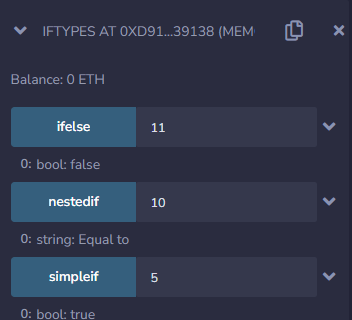 IFTYPES AT 0XD91...39138 (MEM
Balance: 0 ETH
ifelse 11
0: bool: false
nestedif 10
0: string: Equal to
simpleif 5
0: bool: true